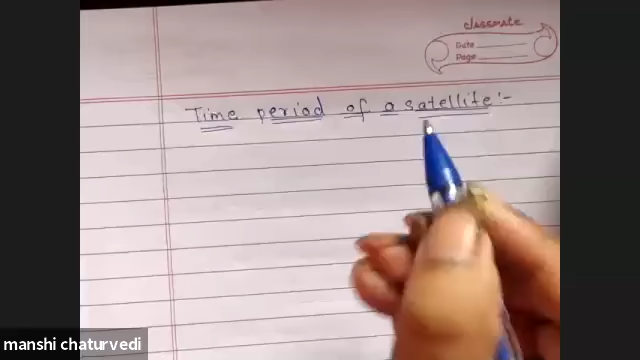 classmate
Date
Page
Time period of a satellite :-
manshi chaturvedi